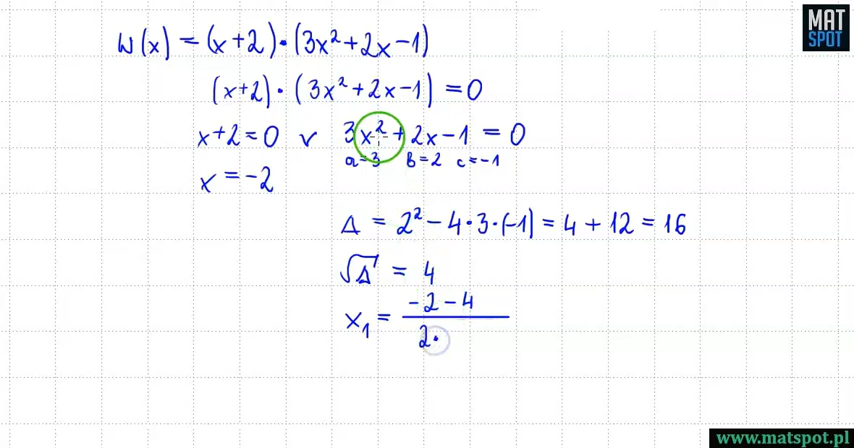 MAT
SPOT
W(x) = (x+2)·(3x²+2x−1)
(x+2)·(3x²+2x−1) = 0
x+2=0 v 3x²+2x−1 = 0
a=3 b=2 c=−1
x = −2
Δ = 2² − 4·3·(−1) = 4 + 12 = 16
√Δ = 4
x₁ = −2 − 4
2·
www.matspot.pl